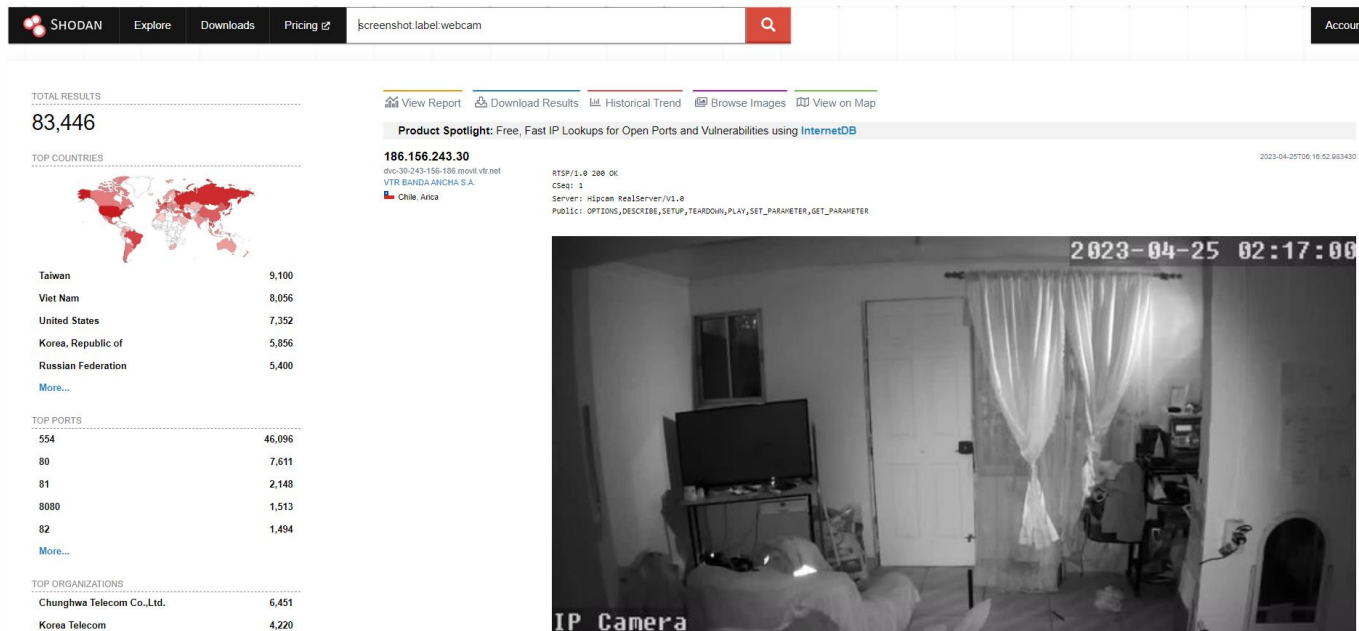 SHODAN Explore Downloads Pricing screenshot.label:webcam Accoun
TOTAL RESULTS
83,446
TOP COUNTRIES
Taiwan 9,100
Viet Nam 8,056
United States 7,352
Korea, Republic of 5,856
Russian Federation 5,400
More...
TOP PORTS
554 46,096
80 7,611
81 2,148
8080 1,513
82 1,494
More...
TOP ORGANIZATIONS
Chunghwa Telecom Co.,Ltd. 6,451
Korea Telecom 4,220
View Report Download Results Historical Trend Browse Images View on Map
Product Spotlight: Free, Fast IP Lookups for Open Ports and Vulnerabilities using InternetDB
186.156.243.30
dvc-30-243-156-186.movil.vtr.net
VTR BANDA ANCHA S.A.
Chile, Arica
2023-04-25T06:16:52.983430
RTSP/1.0 200 OK
CSeq: 1
Server: Hipcam RealServer/V1.0
Public: OPTIONS,DESCRIBE,SETUP,TEARDOWN,PLAY,SET_PARAMETER,GET_PARAMETER
2023-04-25 02:17:00
IP Camera